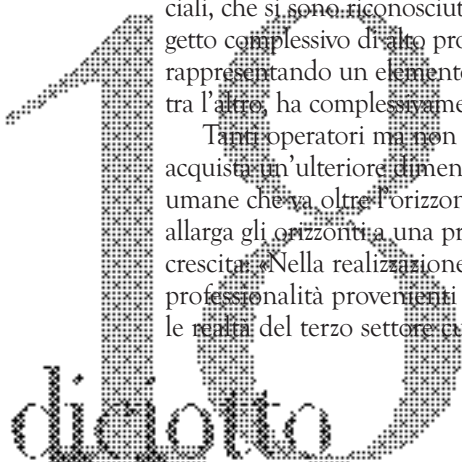 ciali, che si sono riconosciut
getto complessivo di alto pro
rappresentando un elemento
tra l'altro, ha complessivame
Tanti operatori ma non
acquista un'ulteriore dimen
umane che va oltre l'orizzon
allarga gli orizzonti a una pr
crescita. «Nella realizzazione
professionalità provenienti
le realtà del terzo settore cu
18
diciotto